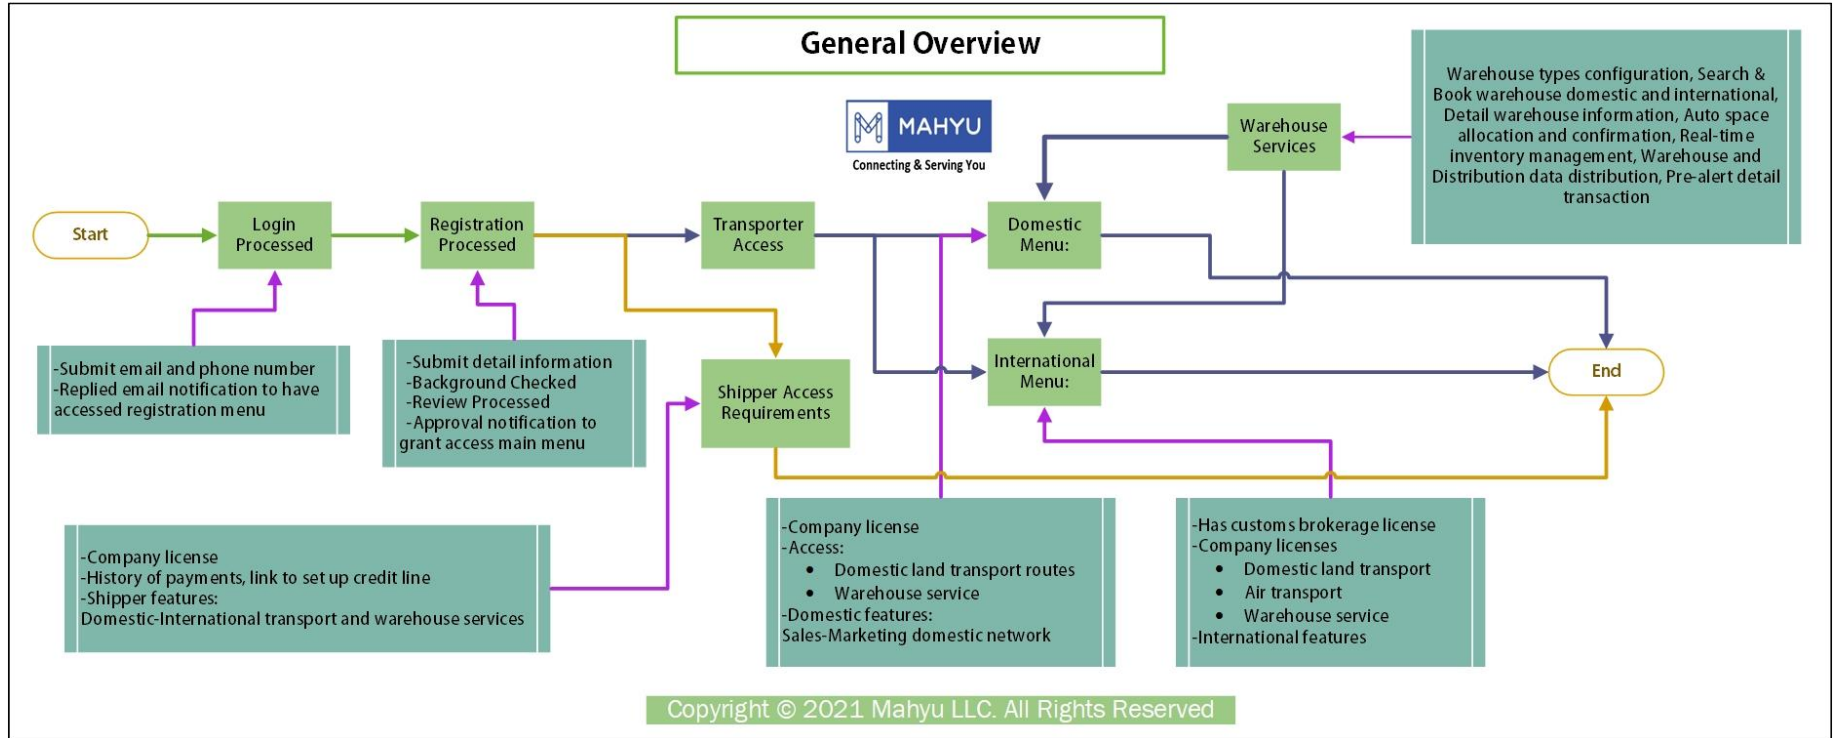 General Overview
MAHYU
Connecting & Serving You
Warehouse
Services
Warehouse types configuration, Search &
Book warehouse domestic and international,
Detail warehouse information, Auto space
allocation and confirmation, Real-time
inventory management, Warehouse and
Distribution data distribution, Pre-alert detail
transaction
Start
Login
Processed
Registration
Processed
Transporter
Access
Domestic
Menu:
-Submit email and phone number
-Replied email notification to have
accessed registration menu
-Submit detail information
-Background Checked
-Review Processed
-Approval notification to
grant access main menu
Shipper Access
Requirements
International
Menu:
End
-Company license
-History of payments, link to set up credit line
-Shipper features:
Domestic-International transport and warehouse services
-Company license
-Access:
• Domestic land transport routes
• Warehouse service
-Domestic features:
Sales-Marketing domestic network
-Has customs brokerage license
-Company licenses
• Domestic land transport
• Air transport
• Warehouse service
-International features
Copyright © 2021 Mahyu LLC. All Rights Reserved